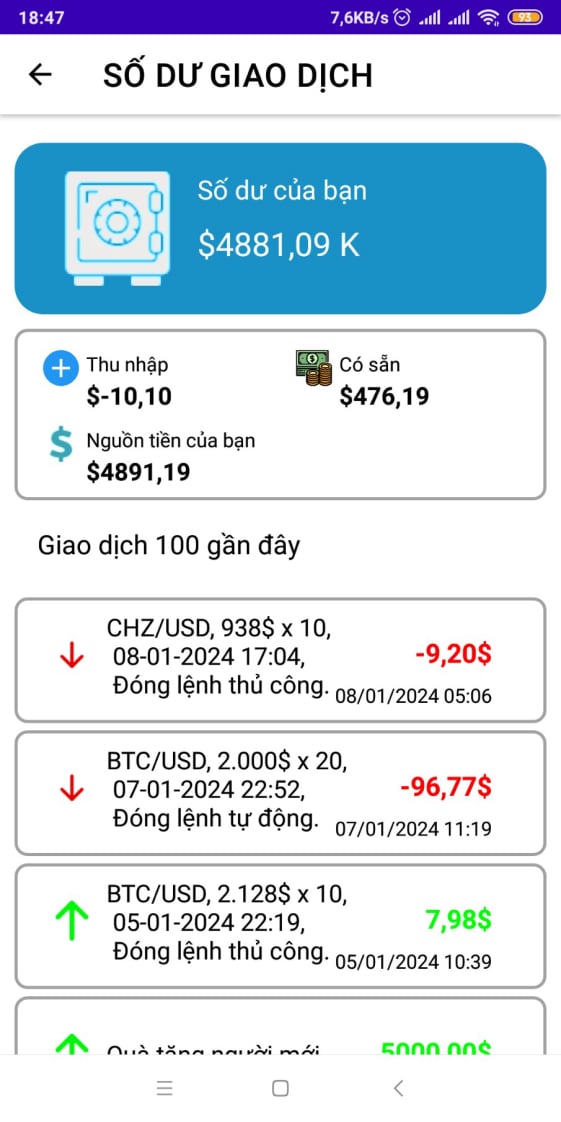 18:47
7,6KB/s
93
SỐ DƯ GIAO DỊCH
Số dư của bạn
$4881,09 K
Thu nhập
$-10,10
Có sẵn
$476,19
Nguồn tiền của bạn
$4891,19
Giao dịch 100 gần đây
CHZ/USD, 938$ x 10,
08-01-2024 17:04,
Đóng lệnh thủ công.
-9,20$
08/01/2024 05:06
BTC/USD, 2.000$ x 20,
07-01-2024 22:52,
Đóng lệnh tự động.
-96,77$
07/01/2024 11:19
BTC/USD, 2.128$ x 10,
05-01-2024 22:19,
Đóng lệnh thủ công.
7,98$
05/01/2024 10:39
Quà tặng người mới
5000,00$